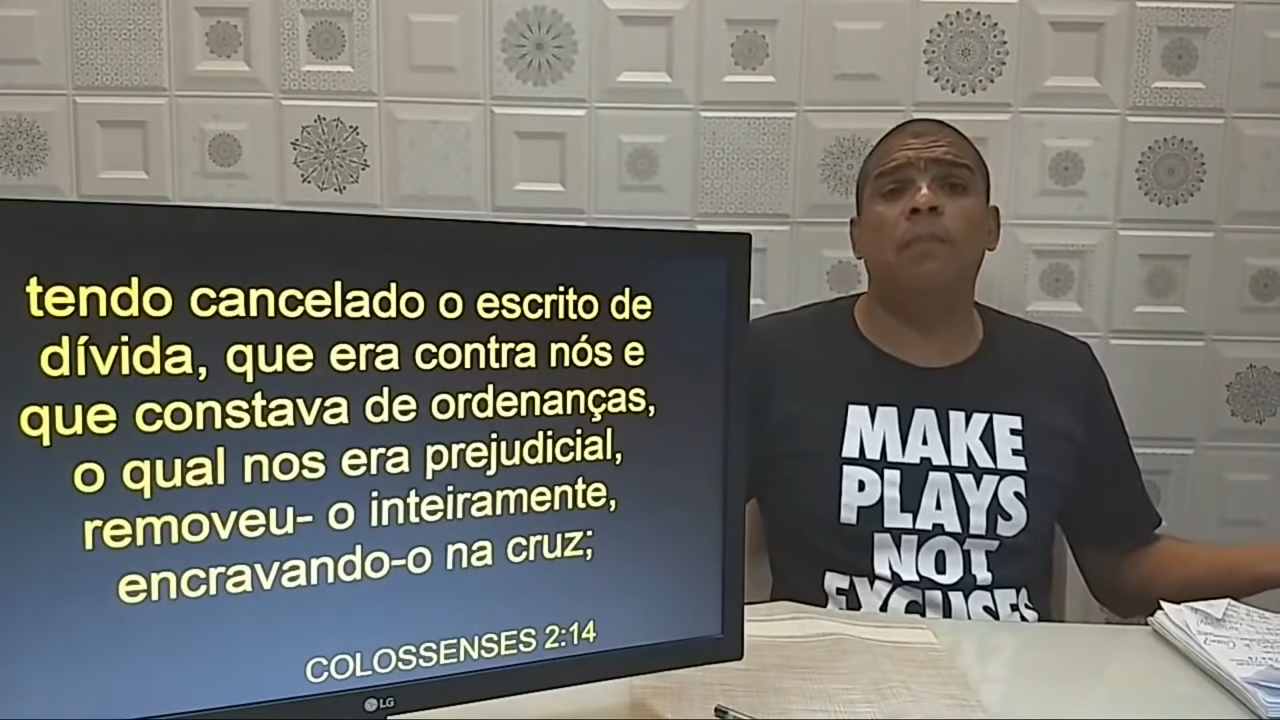 tendo cancelado o escrito de
dívida, que era contra nós e
que constava de ordenanças,
o qual nos era prejudicial,
removeu- o inteiramente,
encravando-o na cruz;
COLOSSENSES 2:14
LG
MAKE
PLAYS
NOT
EXCUSES